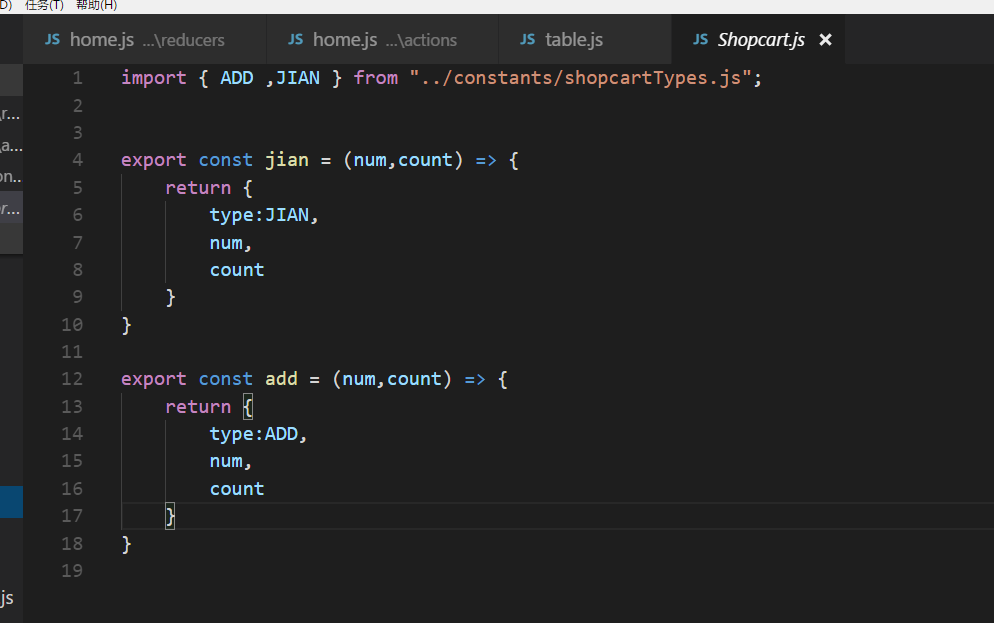 D) 任务(T) 帮助(H)
JS home.js ...\reducers JS home.js ...\actions JS table.js JS Shopcart.js ×
\r...
\a...
on..
or...
js
1 import { ADD ,JIAN } from "../constants/shopcartTypes.js";
2
3
4 export const jian = (num,count) => {
5     return {
6         type:JIAN,
7         num,
8         count
9     }
10 }
11
12 export const add = (num,count) => {
13     return {
14         type:ADD,
15         num,
16         count
17     }
18 }
19